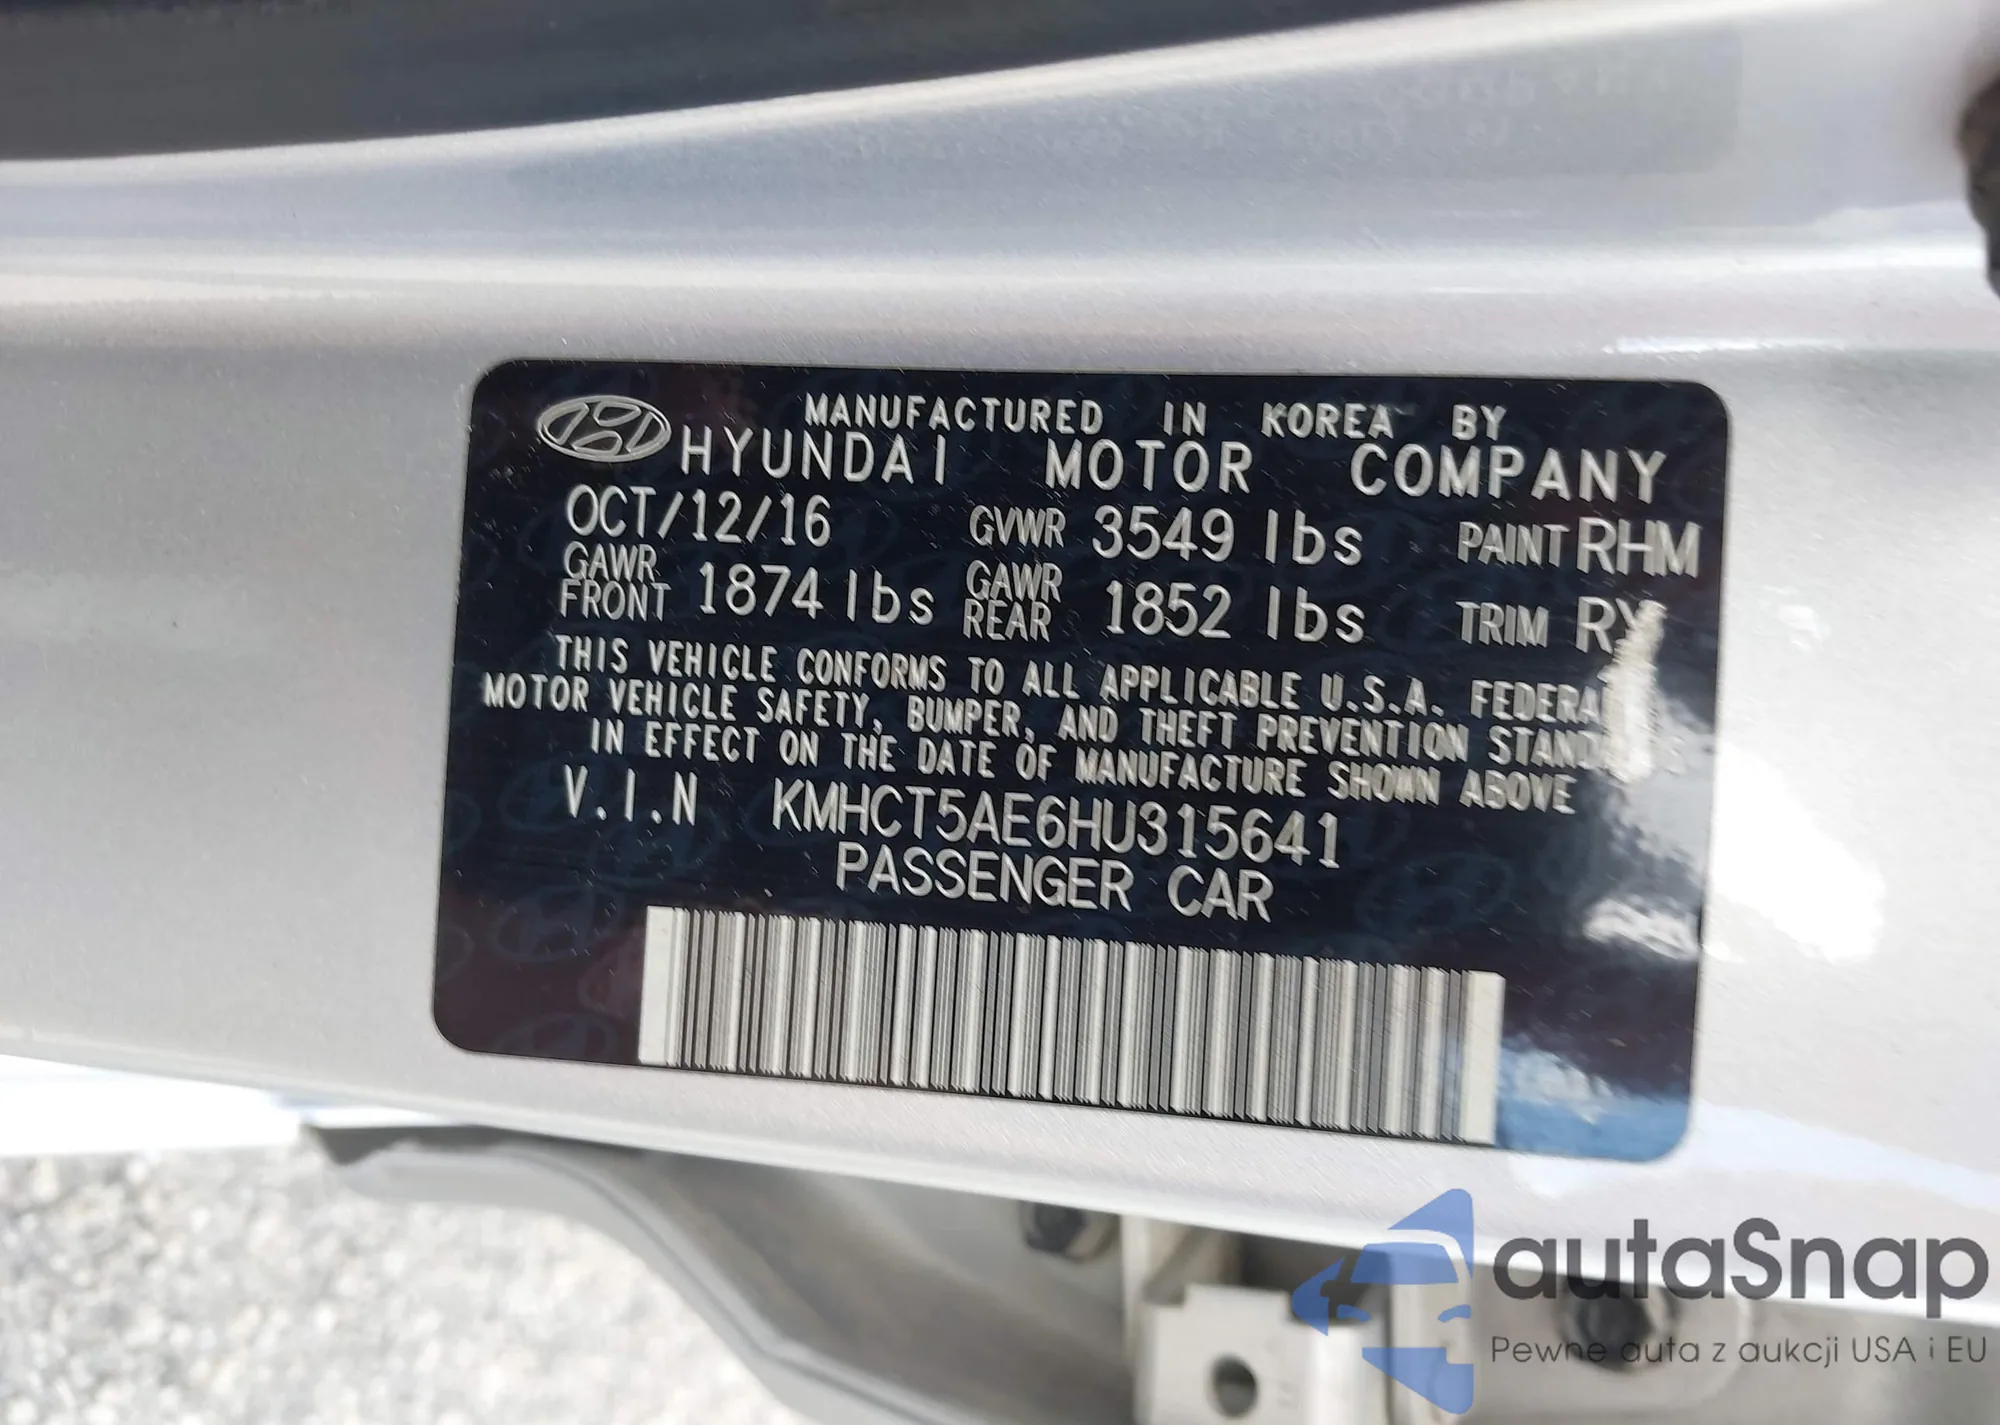 MANUFACTURED IN KOREA BY
HYUNDAI MOTOR COMPANY
OCT/12/16 GVWR 3549 lbs PAINT RHM
GAWR FRONT 1874 lbs GAWR REAR 1852 lbs TRIM
THIS VEHICLE CONFORMS TO ALL APPLICABLE U.S.A. FEDERAL
MOTOR VEHICLE SAFETY, BUMPER, AND THEFT PREVENTION STANDARDS
IN EFFECT ON THE DATE OF MANUFACTURE SHOWN ABOVE
V.I.N KMHCT5AE6HU315641
PASSENGER CAR
autaSnap
Pewne auta z aukcji USA i EU